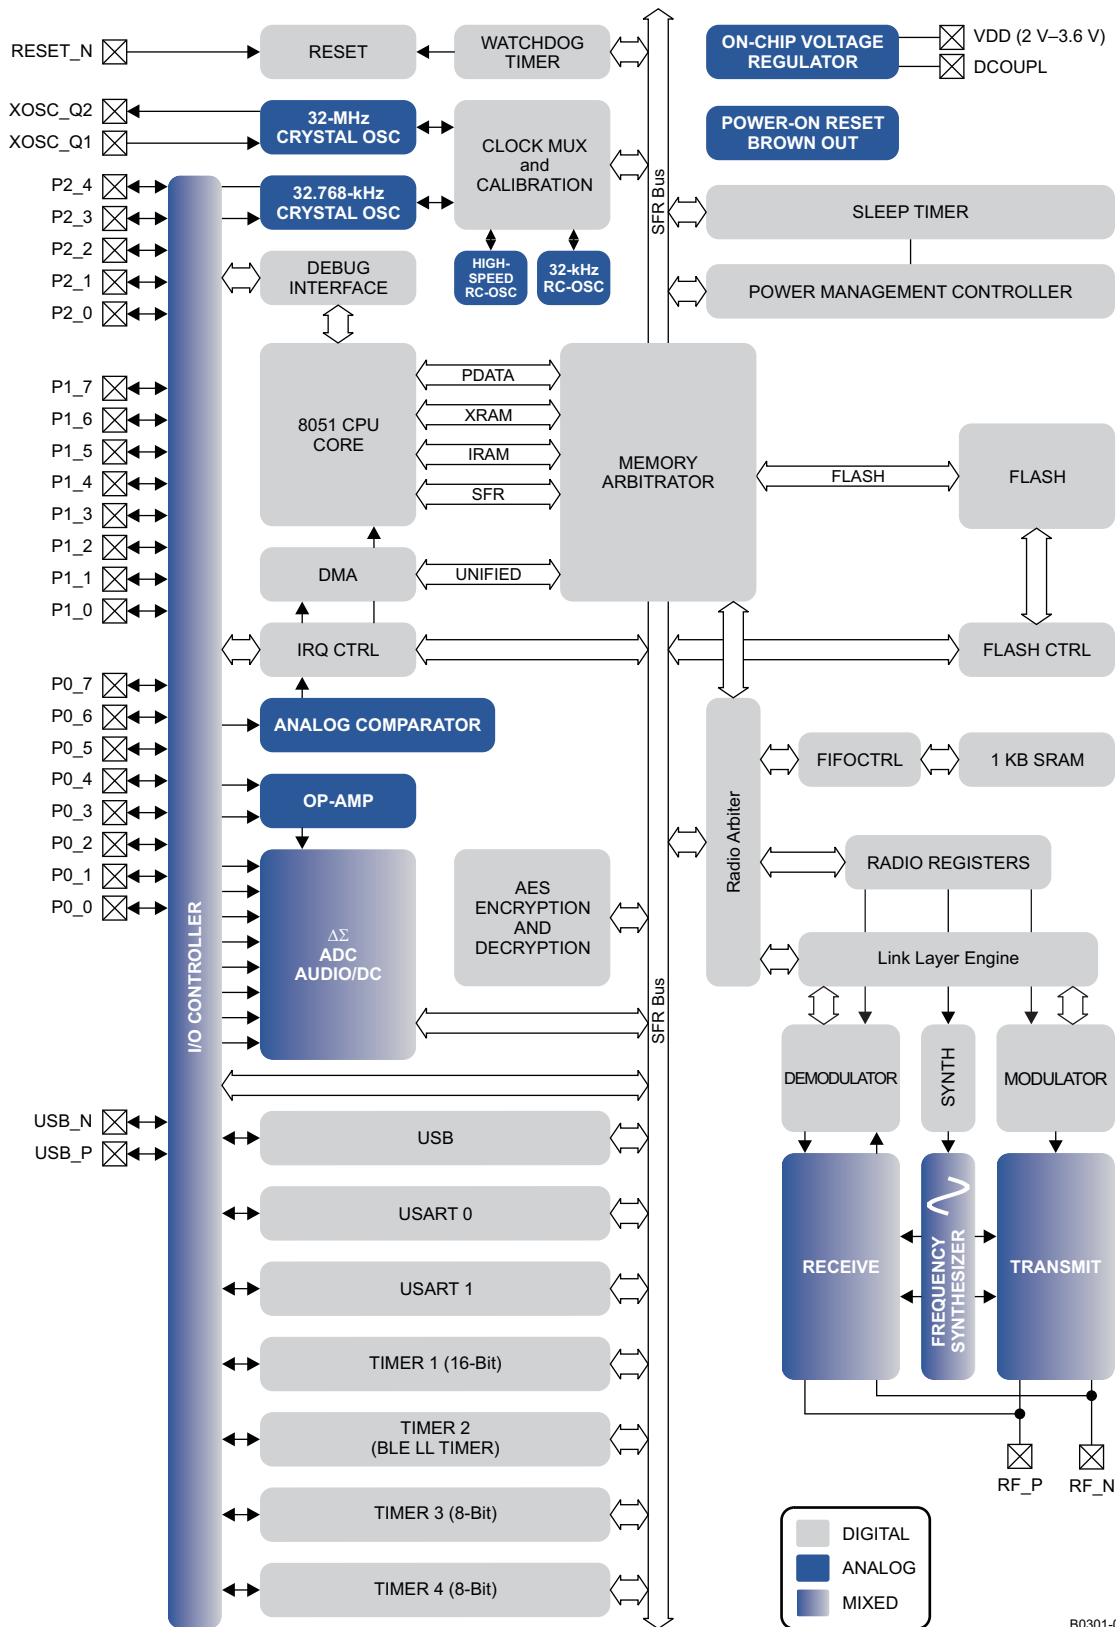 RESET_N
RESET
WATCHDOG
TIMER
ON-CHIP VOLTAGE
REGULATOR
VDD (2 V–3.6 V)
DCOUPL
XOSC_Q2
XOSC_Q1
32-MHz
CRYSTAL OSC
CLOCK MUX
and
CALIBRATION
POWER-ON RESET
BROWN OUT
SFR Bus
P2_4
P2_3
P2_2
P2_1
P2_0
32.768-kHz
CRYSTAL OSC
HIGH-
SPEED
RC-OSC
32-kHz
RC-OSC
SLEEP TIMER
DEBUG
INTERFACE
POWER MANAGEMENT CONTROLLER
P1_7
P1_6
P1_5
P1_4
P1_3
P1_2
P1_1
P1_0
8051 CPU
CORE
PDATA
XRAM
IRAM
SFR
MEMORY
ARBITRATOR
FLASH
FLASH
DMA
UNIFIED
IRQ CTRL
FLASH CTRL
P0_7
P0_6
P0_5
P0_4
P0_3
P0_2
P0_1
P0_0
ANALOG COMPARATOR
OP-AMP
Radio Arbiter
FIFOCTRL
1 KB SRAM
RADIO REGISTERS
Link Layer Engine
I/O CONTROLLER
ΔΣ
ADC
AUDIO/DC
AES
ENCRYPTION
AND
DECRYPTION
SFR Bus
DEMODULATOR
SYNTH
MODULATOR
USB_N
USB_P
USB
USART 0
USART 1
TIMER 1 (16-Bit)
TIMER 2
(BLE LL TIMER)
TIMER 3 (8-Bit)
TIMER 4 (8-Bit)
RECEIVE
FREQUENCY
SYNTHESIZER
TRANSMIT
RF_P
RF_N
DIGITAL
ANALOG
MIXED